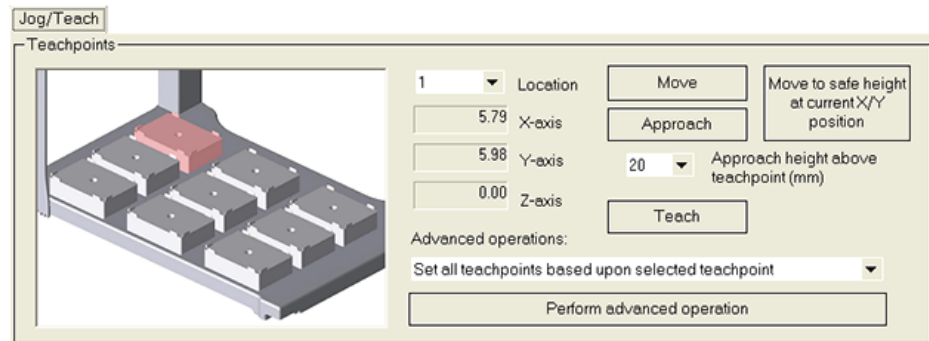 Jog/Teach
Teachpoints
1 Location Move Move to safe height
at current X/Y
position
5.79 X-axis Approach
5.98 Y-axis 20 Approach height above
teachpoint (mm)
0.00 Z-axis Teach
Advanced operations:
Set all teachpoints based upon selected teachpoint
Perform advanced operation